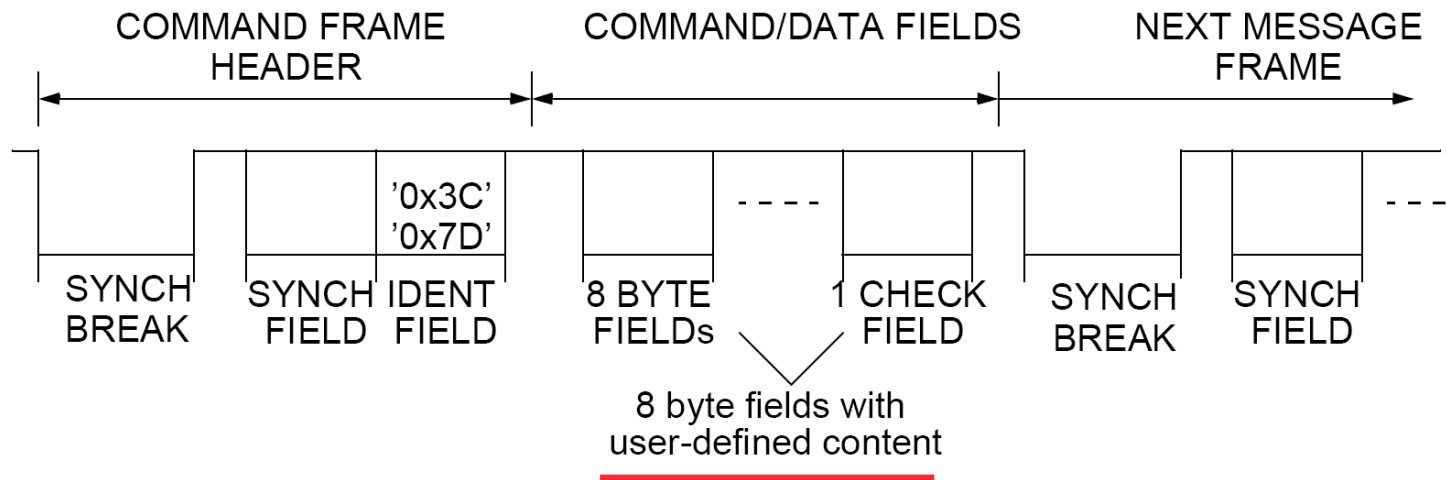 COMMAND FRAME
HEADER
COMMAND/DATA FIELDS
NEXT MESSAGE
FRAME
’0x3C’
’0x7D’
SYNCH
BREAK
SYNCH
FIELD
IDENT
FIELD
8 BYTE
FIELDs
1 CHECK
FIELD
SYNCH
BREAK
SYNCH
FIELD
8 byte fields with
user-defined content